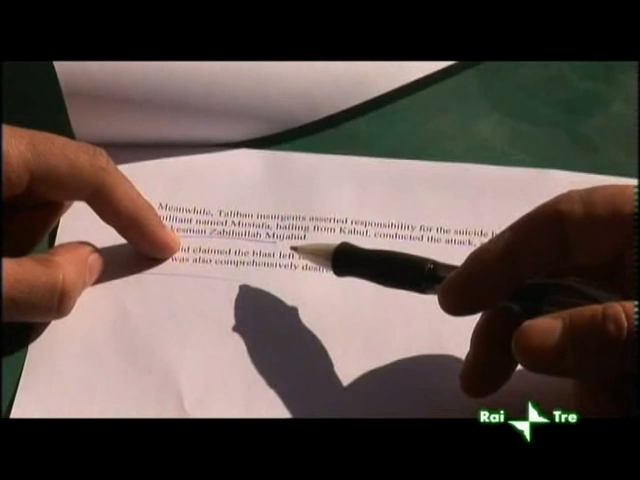 Meanwhile, Taliban insurgents asserted responsibility for the suicide
militant named Mustafa, hailing from Kabul, conducted the attack,
Zabihullah Mujahid
claimed the blast left
was also comprehensively
Rai Tre